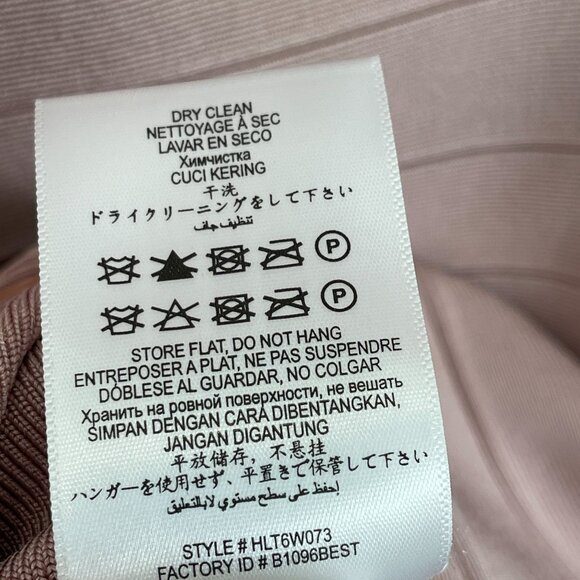 DRY CLEAN
NETTOYAGE À SEC
LAVAR EN SECO
Химчистка
CUCI KERING
干洗
ドライクリーニングをして下さい
تنظيف جاف
P
P
STORE FLAT, DO NOT HANG
ENTREPOSER A PLAT, NE PAS SUSPENDRE
DÓBLESE AL GUARDAR, NO COLGAR
Хранить на ровной поверхности, не вешать
SIMPAN DENGAN CARA DIBENTANGKAN,
JANGAN DIGANTUNG
平放储存，不悬挂
ハンガーを使用せず、平置きで保管して下さい
إحفظ على سطح مستوي لا بالتعليق
STYLE # HLT6W073
FACTORY ID # B1096BEST